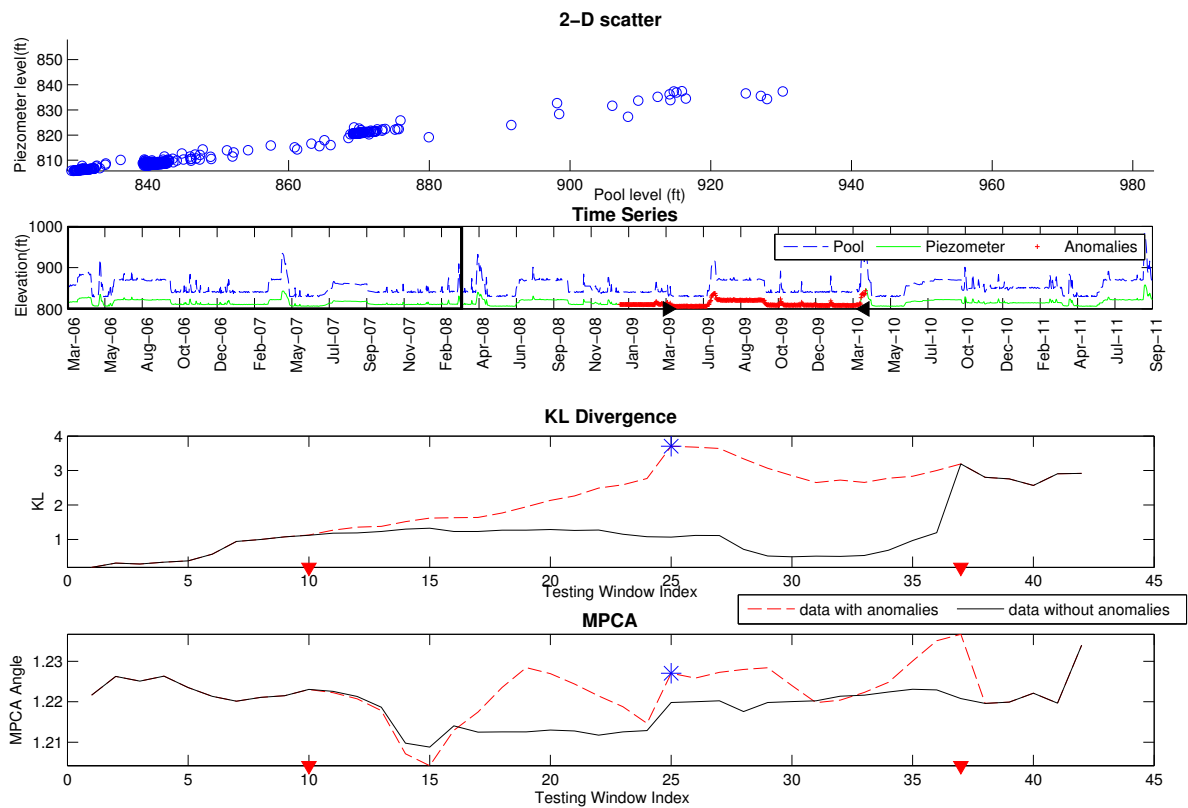 2−D scatter
Piezometer level(ft)
850
840
830
820
810
840
860
880
900
920
940
960
980
Pool level (ft)
Time Series
Elevation(ft)
1000
900
800
Pool
Piezometer
Anomalies
Mar−06
May−06
Aug−06
Oct−06
Dec−06
Feb−07
May−07
Jul−07
Sep−07
Dec−07
Feb−08
Apr−08
Jun−08
Sep−08
Nov−08
Jan−09
Mar−09
Jun−09
Aug−09
Oct−09
Dec−09
Mar−10
May−10
Jul−10
Oct−10
Dec−10
Feb−11
Apr−11
Jul−11
Sep−11
KL Divergence
KL
4
3
2
1
0
5
10
15
20
25
30
35
40
45
Testing Window Index
data with anomalies
data without anomalies
MPCA
MPCA Angle
1.23
1.22
1.21
0
5
10
15
20
25
30
35
40
45
Testing Window Index